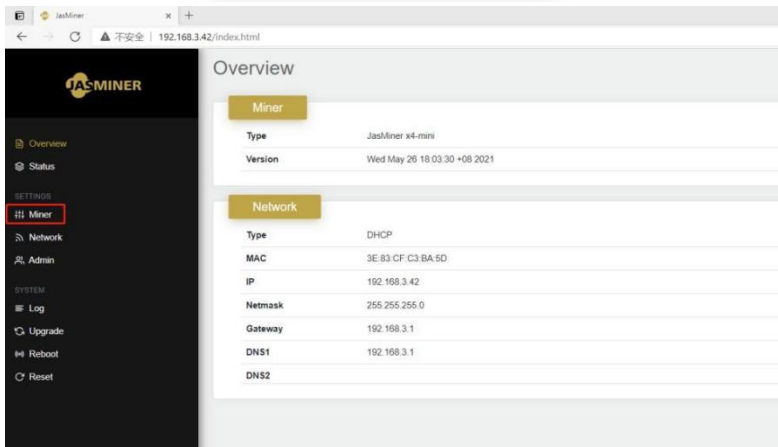 JasMiner
不安全 | 192.168.3.42/index.html
JASMINER
Overview
Status
SETTINGS
Miner
Network
Admin
SYSTEM
Log
Upgrade
Reboot
Reset
Overview
Miner
Type JasMiner x4-mini
Version Wed May 26 18:03:30 +08 2021
Network
Type DHCP
MAC 3E:83:CF:C3:BA:5D
IP 192.168.3.42
Netmask 255.255.255.0
Gateway 192.168.3.1
DNS1 192.168.3.1
DNS2